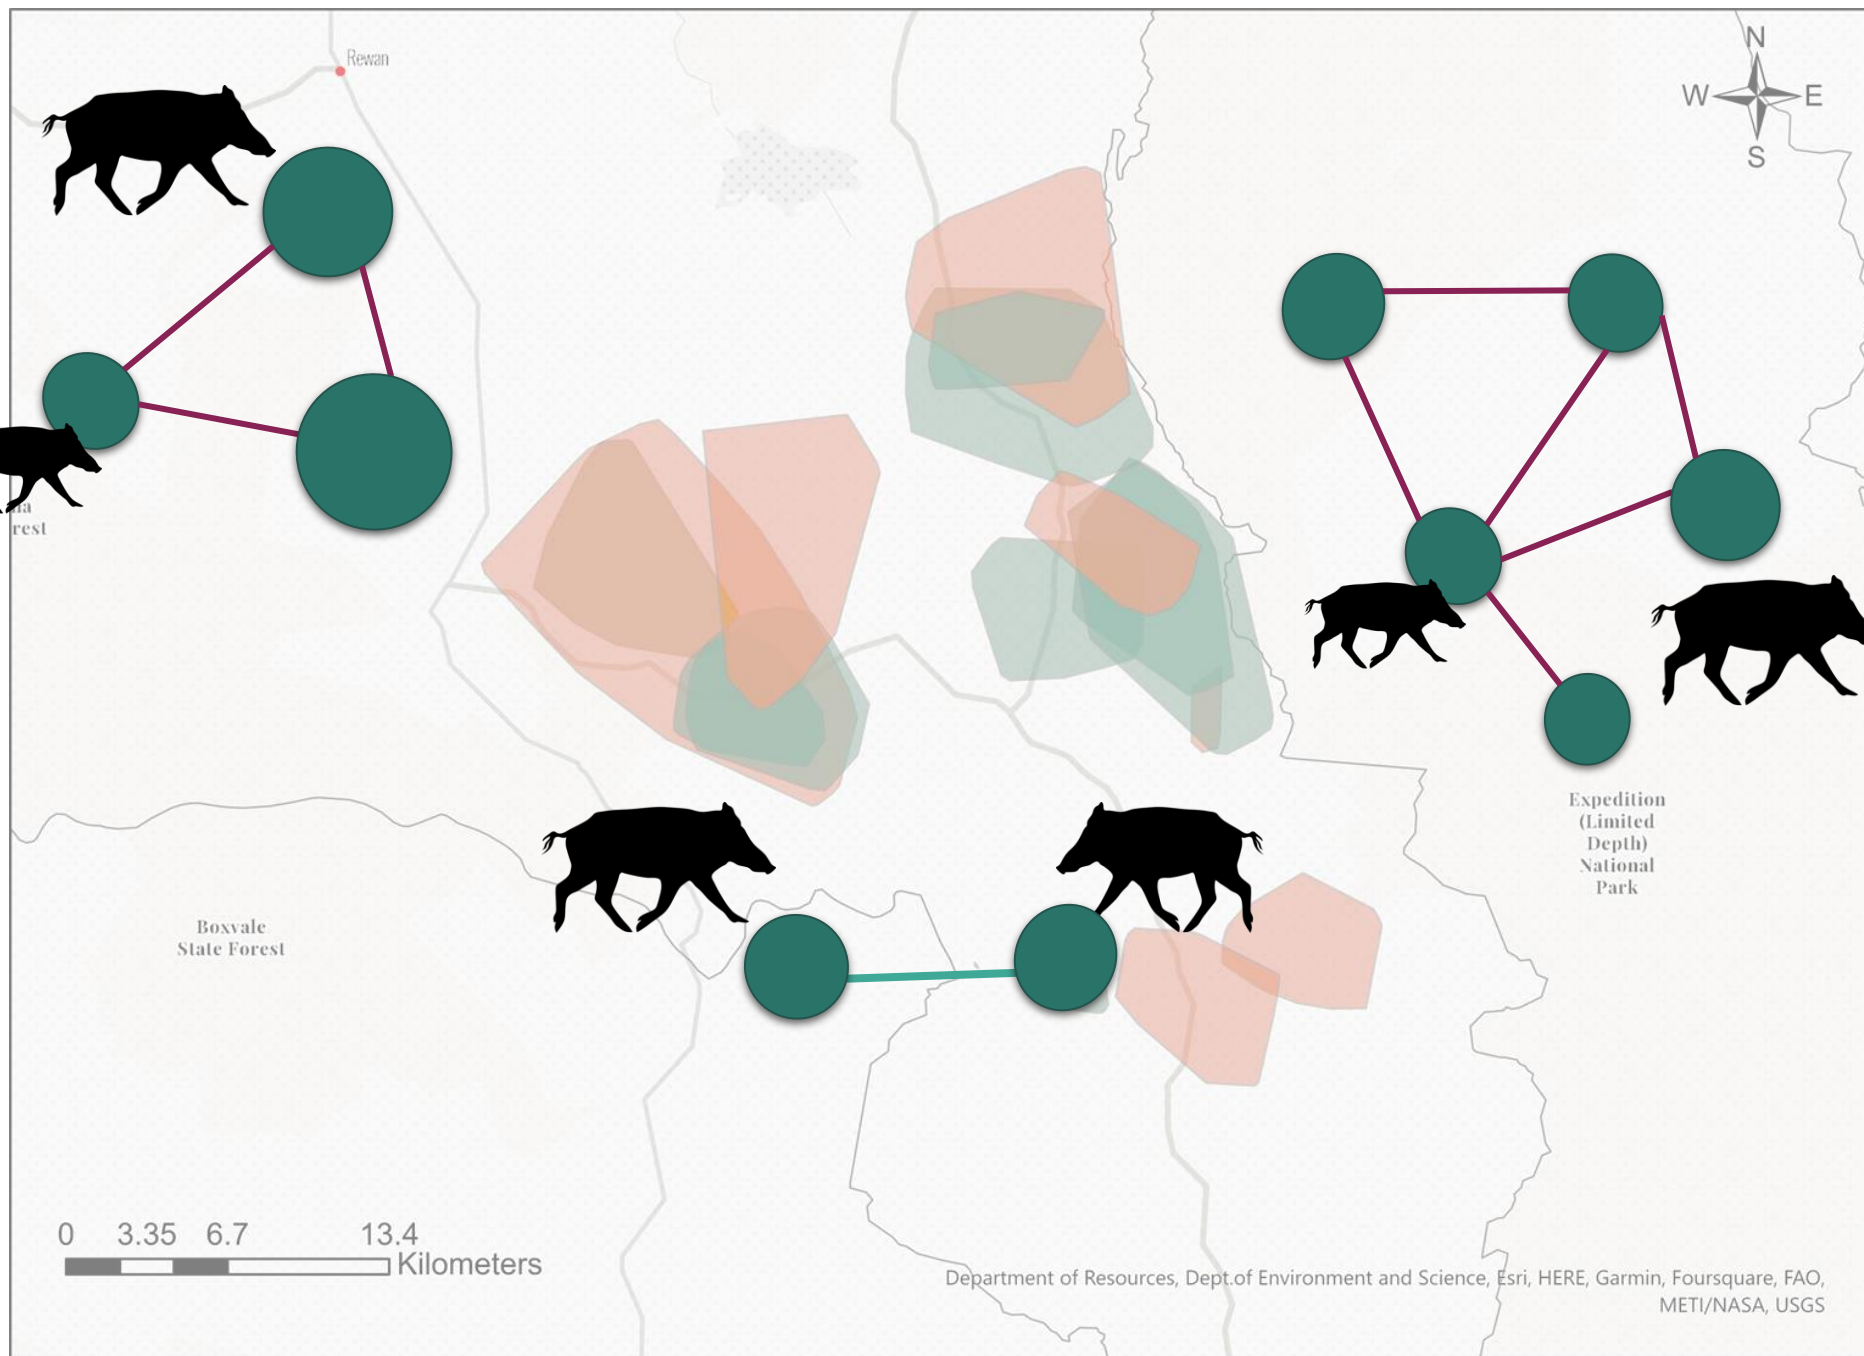 Rewan
N
W E
S
rest
Expedition
(Limited
Depth)
National
Park
Boxvale
State Forest
0 3.35 6.7 13.4
Kilometers
Department of Resources, Dept.of Environment and Science, Esri, HERE, Garmin, Foursquare, FAO,
METI/NASA, USGS